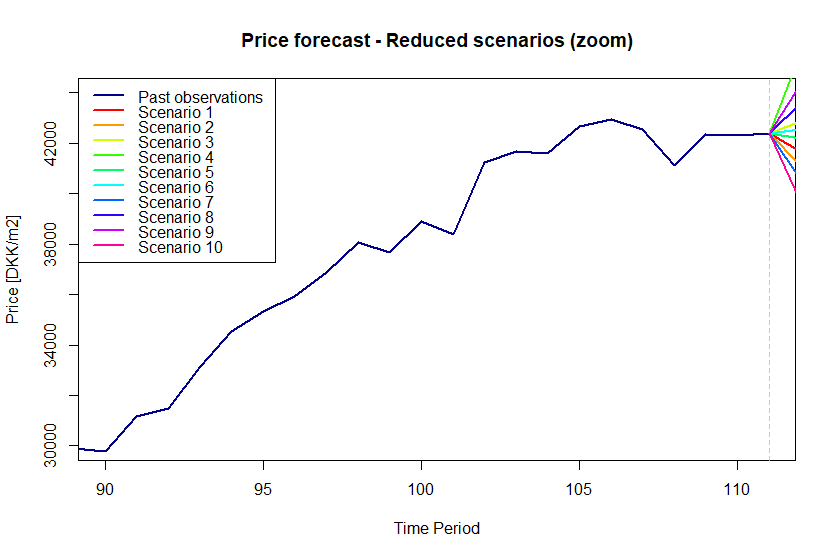 Price forecast - Reduced scenarios (zoom)
Past observations
Scenario 1
Scenario 2
Scenario 3
Scenario 4
Scenario 5
Scenario 6
Scenario 7
Scenario 8
Scenario 9
Scenario 10
Price [DKK/m2]
42000
38000
34000
30000
90 95 100 105 110
Time Period